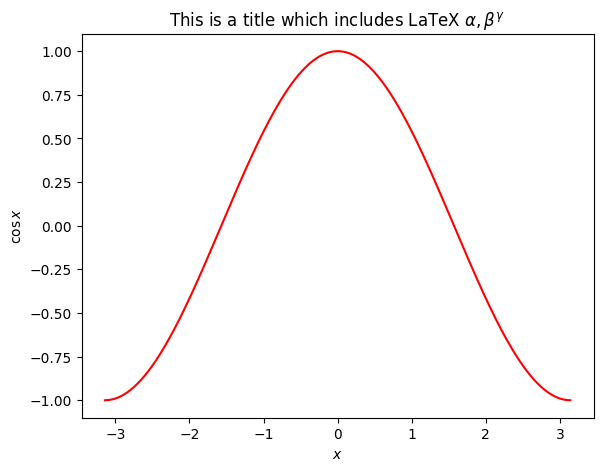 This is a title which includes LaTeX α, β^γ
1.00
0.75
0.50
0.25
0.00
−0.25
−0.50
−0.75
−1.00
cos x
−3 −2 −1 0 1 2 3
x